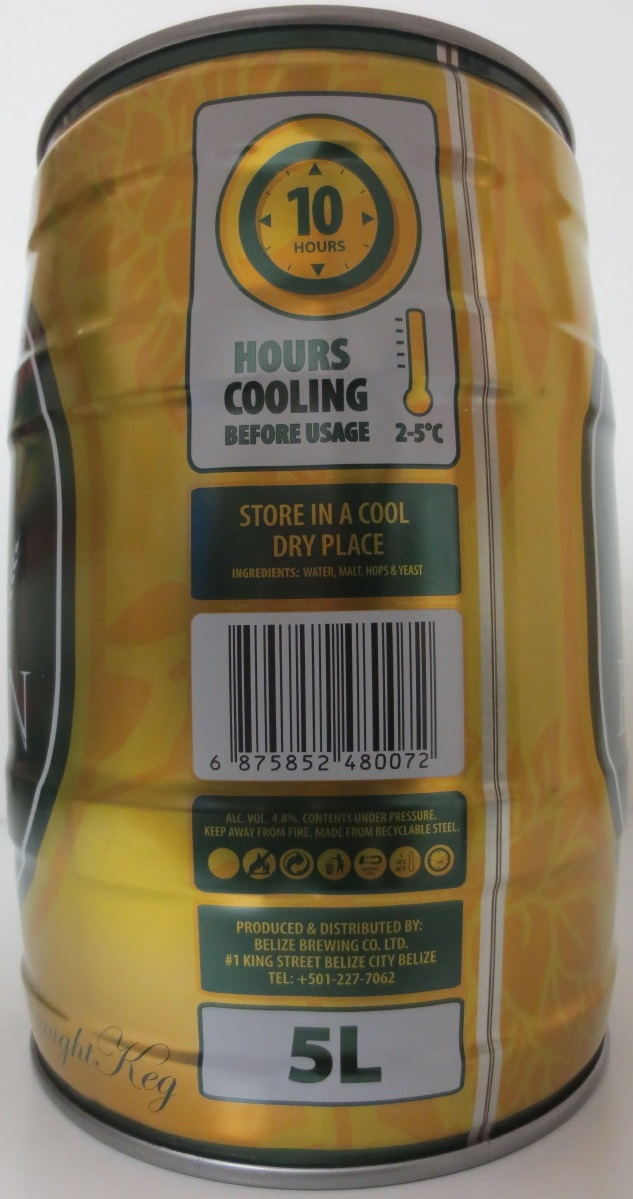 10
HOURS
HOURS
COOLING
BEFORE USAGE
2-5°C
STORE IN A COOL
DRY PLACE
INGREDIENTS: WATER, MALT, HOPS & YEAST
6 875852 480072
ALC. VOL. 4.8%. CONTENTS UNDER PRESSURE.
KEEP AWAY FROM FIRE. MADE FROM RECYCLABLE STEEL.
PRODUCED & DISTRIBUTED BY:
BELIZE BREWING CO. LTD.
#1 KING STREET BELIZE CITY BELIZE
TEL: +501-227-7062
Keg
5L